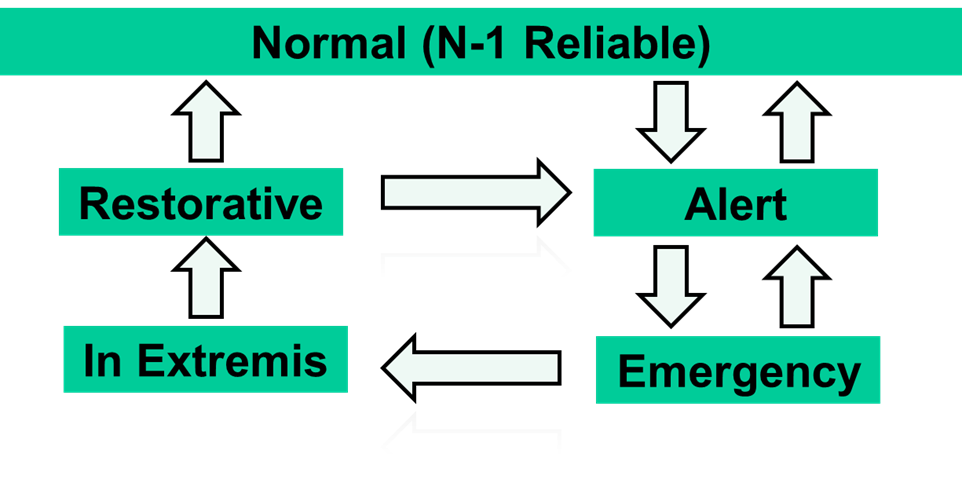 Normal (N-1 Reliable)
Restorative
Alert
In Extremis
Emergency